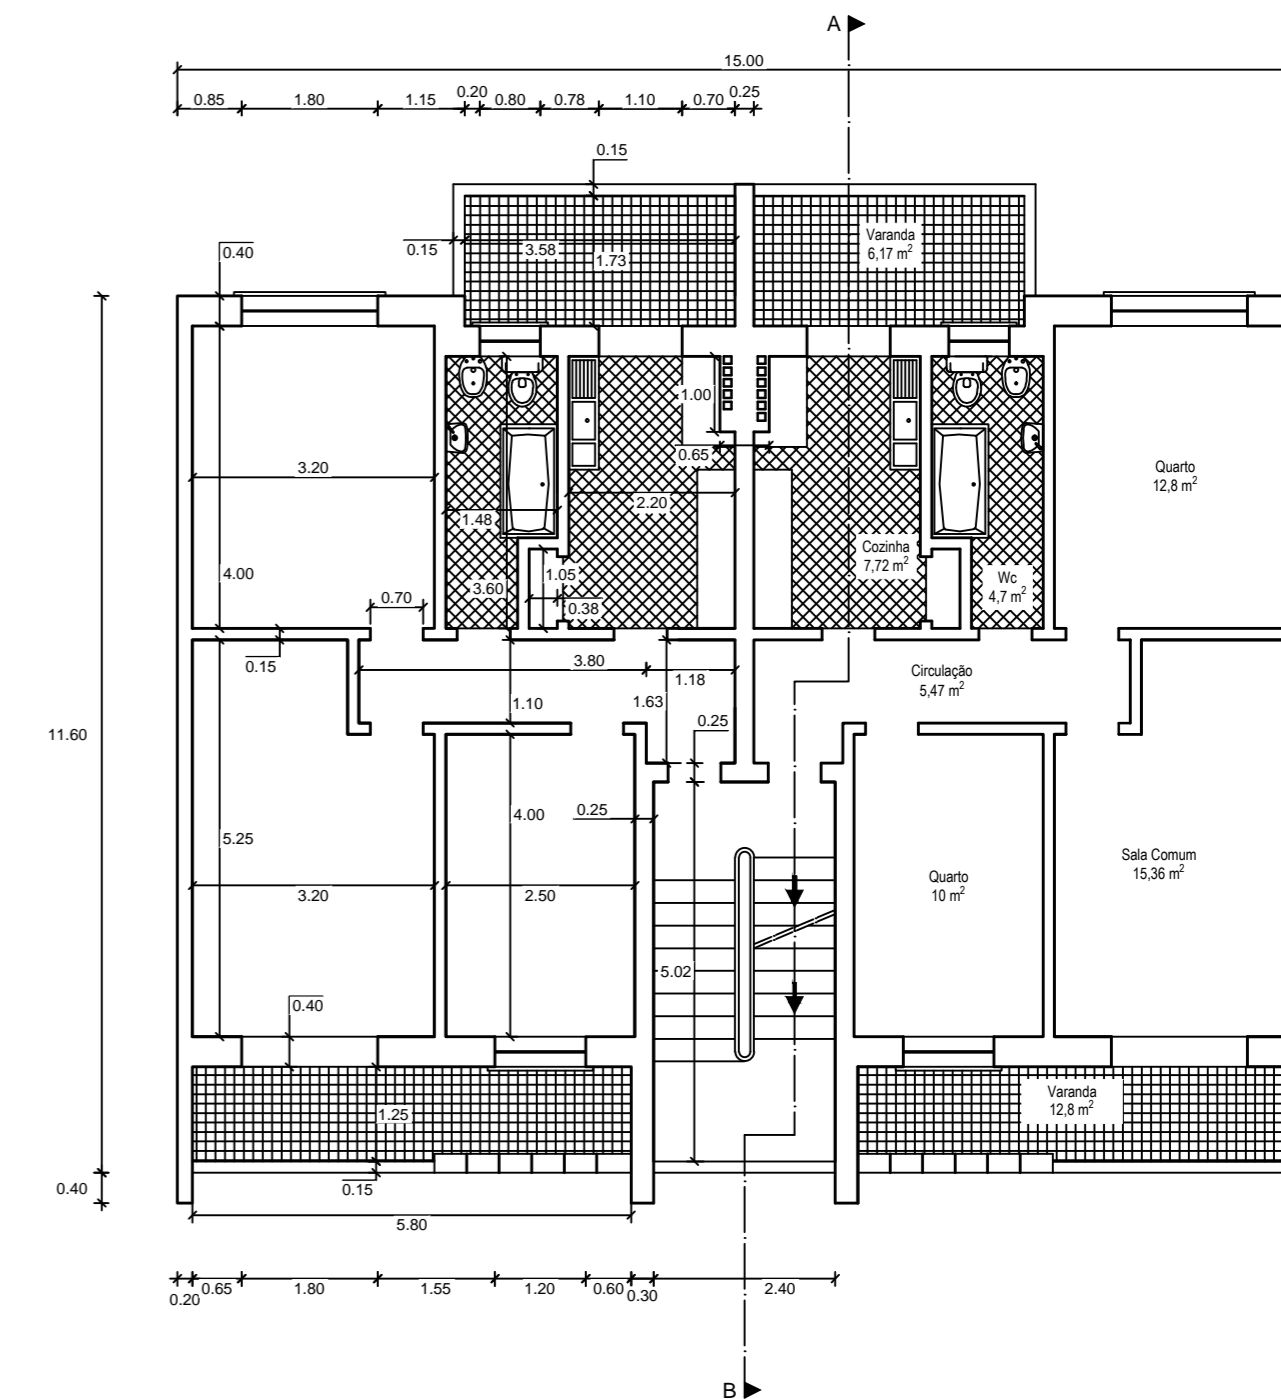 A
15.00
0.85
1.80
1.15
0.20
0.80
0.78
1.10
0.70
0.25
0.15
0.40
0.15
3.58
1.73
Varanda
6,17 m²
1.00
0.65
3.20
1.48
2.20
Quarto
12,8 m²
Cozinha
7,72 m²
4.00
0.70
3.60
1.05
0.38
Wc
4,7 m²
0.15
3.80
1.18
1.63
1.10
Circulação
5,47 m²
0.25
11.60
5.25
0.25
4.00
3.20
2.50
Quarto
10 m²
Sala Comum
15,36 m²
5.02
0.40
1.25
Varanda
12,8 m²
0.40
0.15
5.80
0.20
0.65
1.80
1.55
1.20
0.60
0.30
2.40
B